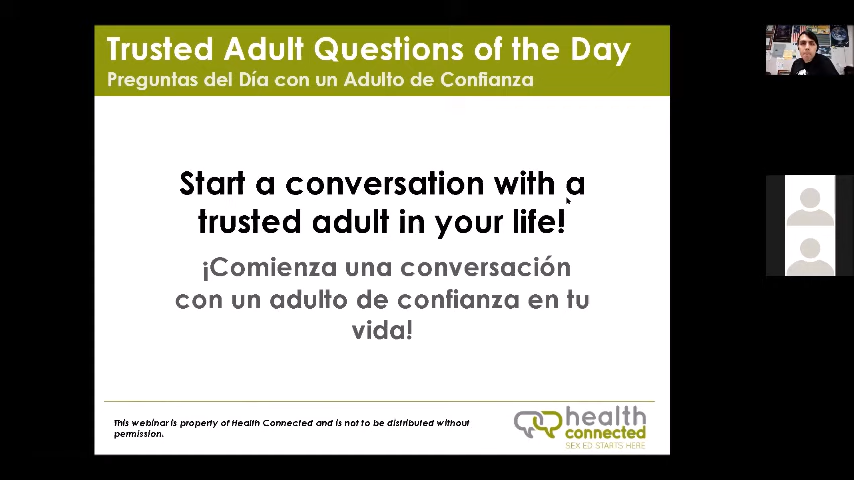 Trusted Adult Questions of the Day
Preguntas del Día con un Adulto de Confianza
Start a conversation with a
trusted adult in your life!
¡Comienza una conversación
con un adulto de confianza en tu
vida!
This webinar is property of Health Connected and is not to be distributed without
permission.
health
connected
SEX ED STARTS HERE